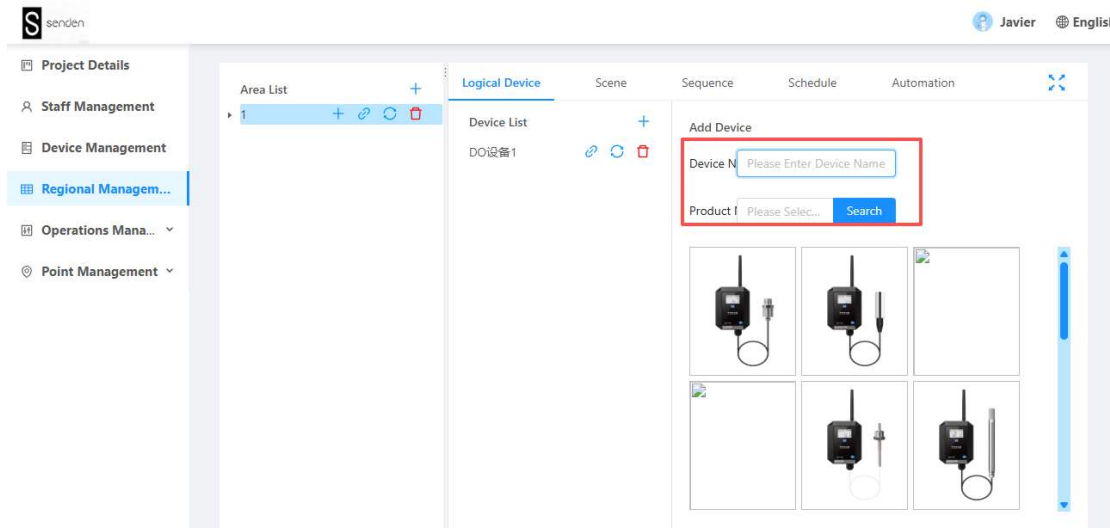 S senden
Javier
English
Project Details
Staff Management
Device Management
Regional Managem...
Operations Mana...
Point Management
Area List
1
Logical Device
Scene
Sequence
Schedule
Automation
Device List
DO设备1
Add Device
Device N
Please Enter Device Name
Product
Please Selec...
Search